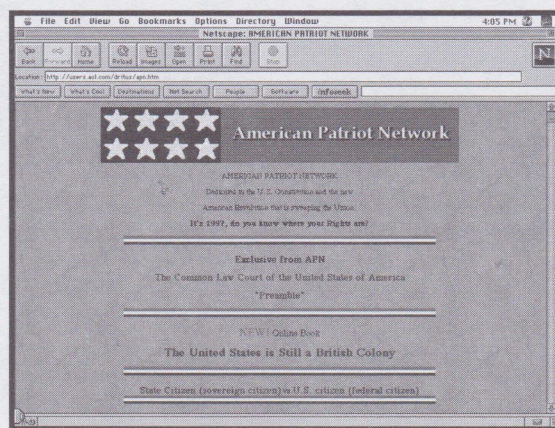 File Edit View Go Bookmarks Options Directory Window 4:05 PM
Netscape: AMERICAN PATRIOT NETWORK
Back Forward Home Reload Images Open Print Find Stop
Location: http://users.aol.com/dritus/apn.htm
What's New What's Cool Destinations Net Search People Software infoseek
American Patriot Network
AMERICAN PATRIOT NETWORK
Dedicated to the U.S. Constitution and the new
American Revolution that is sweeping the Union.
It's 1997, do you know where your Rights are?
Exclusive from APN
The Common Law Court of the United States of America
"Preamble"
NEW! Online Book
The United States is Still a British Colony
State Citizen (sovereign citizen) vs U.S. citizen (federal citizen)
N